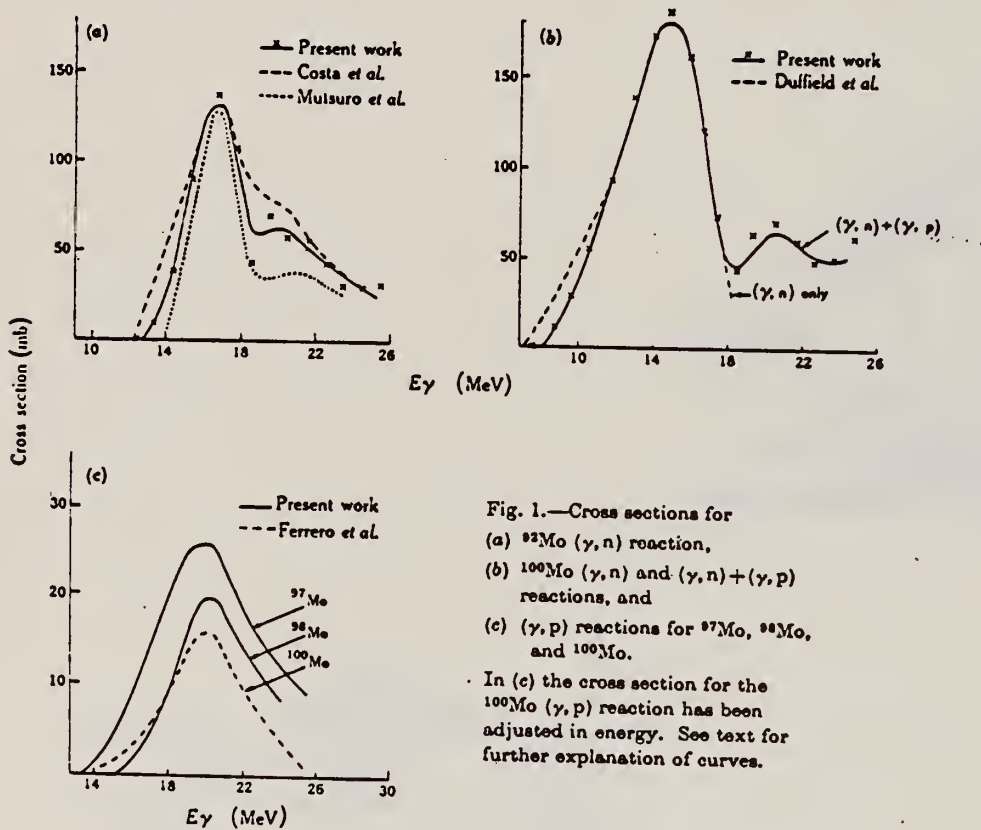 (a)
Present work
Costa et al.
Mutsuro et al.
150
100
50
10
14
18
22
26
(b)
Present work
Duffield et al.
150
100
50
(γ, n)+(γ, p)
(γ, n) only
10
14
18
22
26
Cross section (mb)
Eγ (MeV)
(c)
Present work
Ferrero et al.
30
20
10
⁹⁷Mo
⁹⁸Mo
¹⁰⁰Mo
14
18
22
26
30
Eγ (MeV)
Fig. 1.—Cross sections for
(a) ⁹²Mo (γ, n) reaction,
(b) ¹⁰⁰Mo (γ, n) and (γ, n)+(γ, p)
reactions, and
(c) (γ, p) reactions for ⁹⁷Mo, ⁹⁸Mo,
and ¹⁰⁰Mo.
In (c) the cross section for the
¹⁰⁰Mo (γ, p) reaction has been
adjusted in energy. See text for
further explanation of curves.